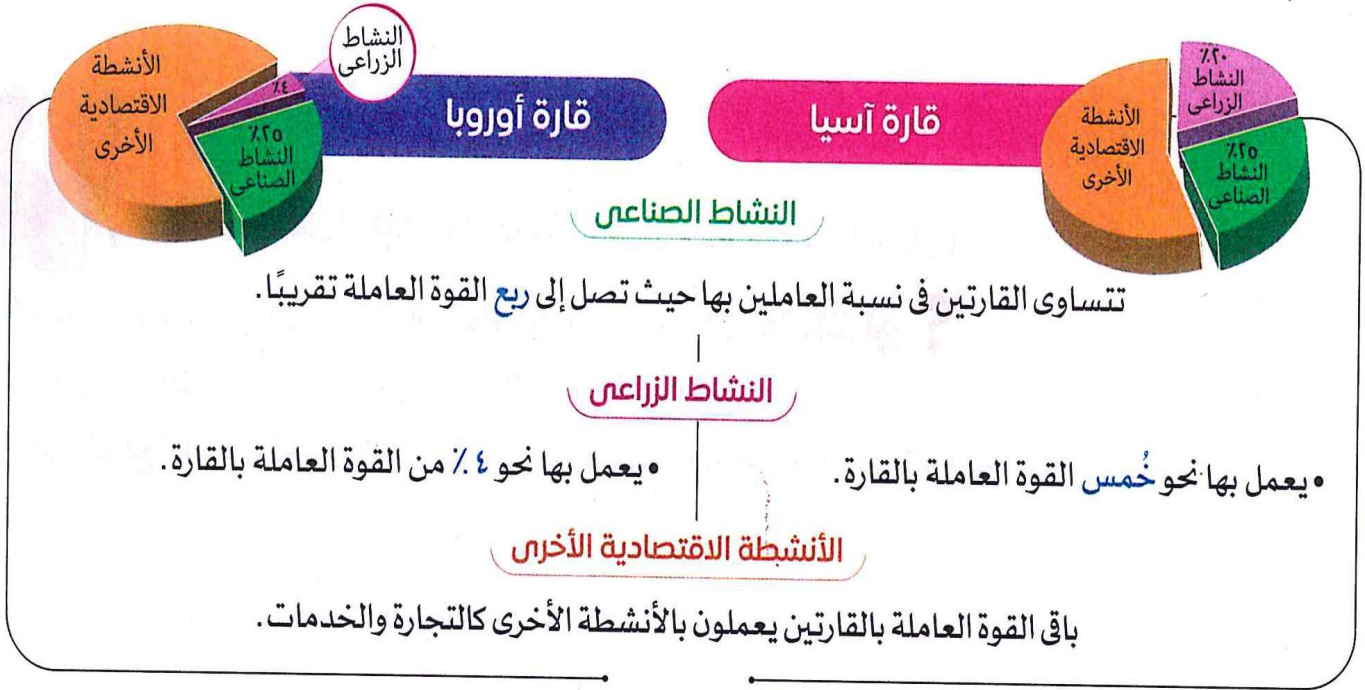 قارة آسيا
٪٢٠
النشاط
الزراعى
٪٢٥
النشاط
الصناعى
الأنشطة
الاقتصادية
الأخرى
قارة أوروبا
النشاط
الزراعى
٪٤
٪٢٥
النشاط
الصناعى
الأنشطة
الاقتصادية
الأخرى
النشاط الصناعى
تتساوى القارتين فى نسبة العاملين بها حيث تصل إلى ربع القوة العاملة تقريبًا.
النشاط الزراعى
• يعمل بها نحو خُمس القوة العاملة بالقارة.
• يعمل بها نحو ٤٪ من القوة العاملة بالقارة.
الأنشطة الاقتصادية الأخرى
باقى القوة العاملة بالقارتين يعملون بالأنشطة الأخرى كالتجارة والخدمات.